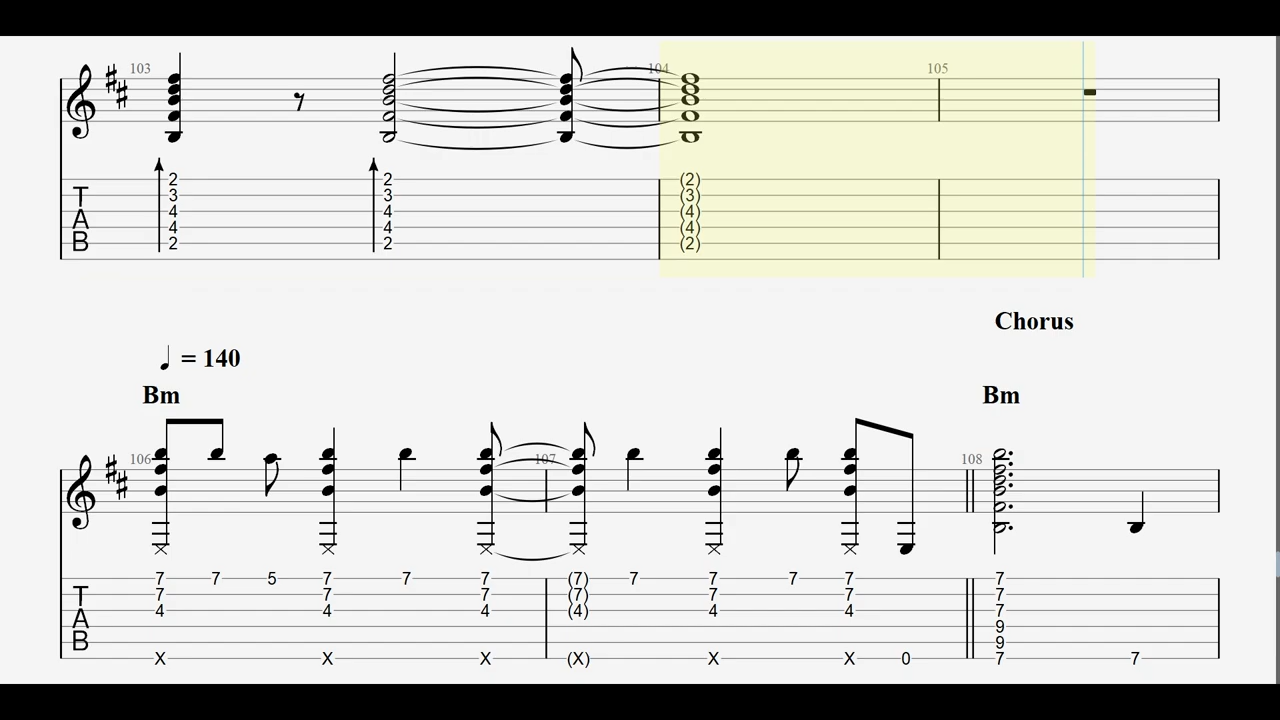 103 104 105
2 2 (2)
T 3 3 (3)
4 4 (4)
A 4 4 (4)
B 2 2 (2)
Chorus
= 140
Bm Bm
106 107 108
7 7 5 7 7 7 (7) 7 7 7 7 7
T 7 7 7 (7) 7 7 7
4 4 4 (4) 4 4 7
A 9
B 9
X X X (X) X X 0 7 7